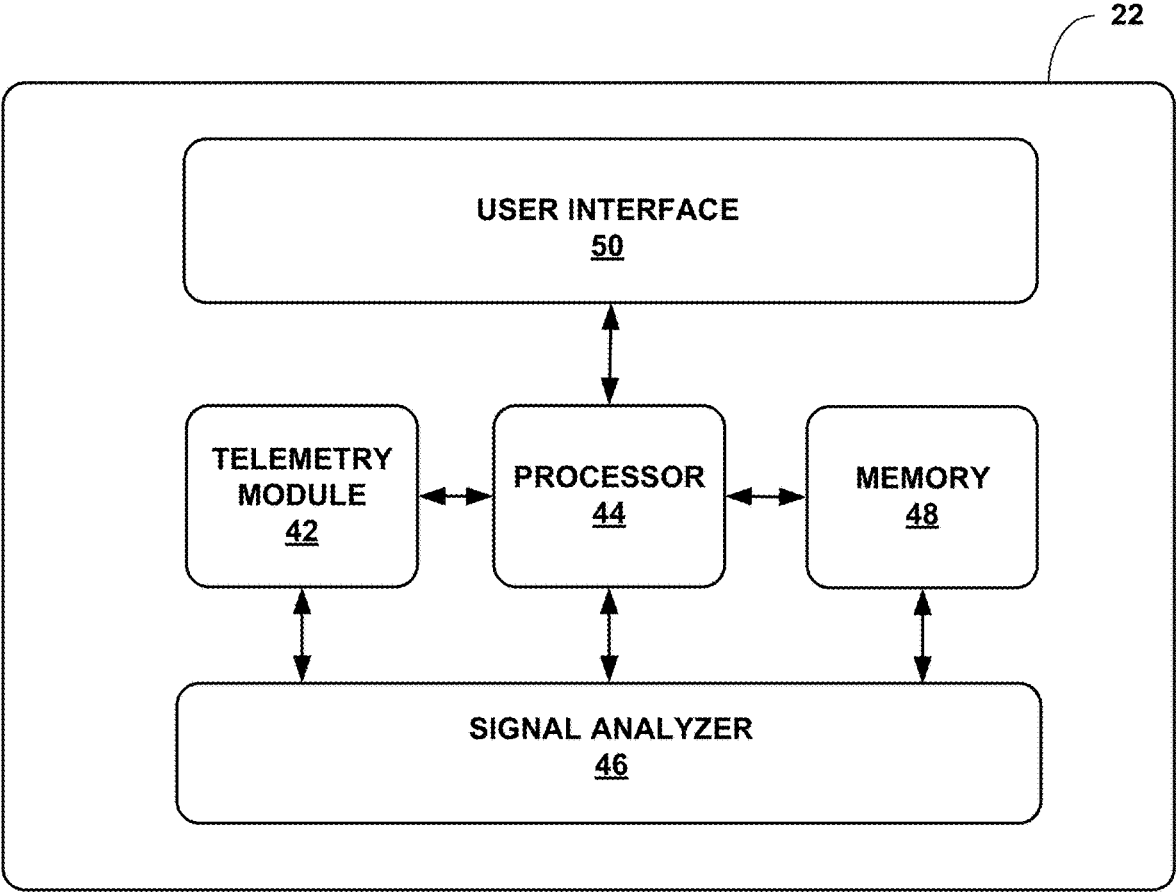 22
USER INTERFACE
50
TELEMETRY
MODULE
42
PROCESSOR
44
MEMORY
48
SIGNAL ANALYZER
46